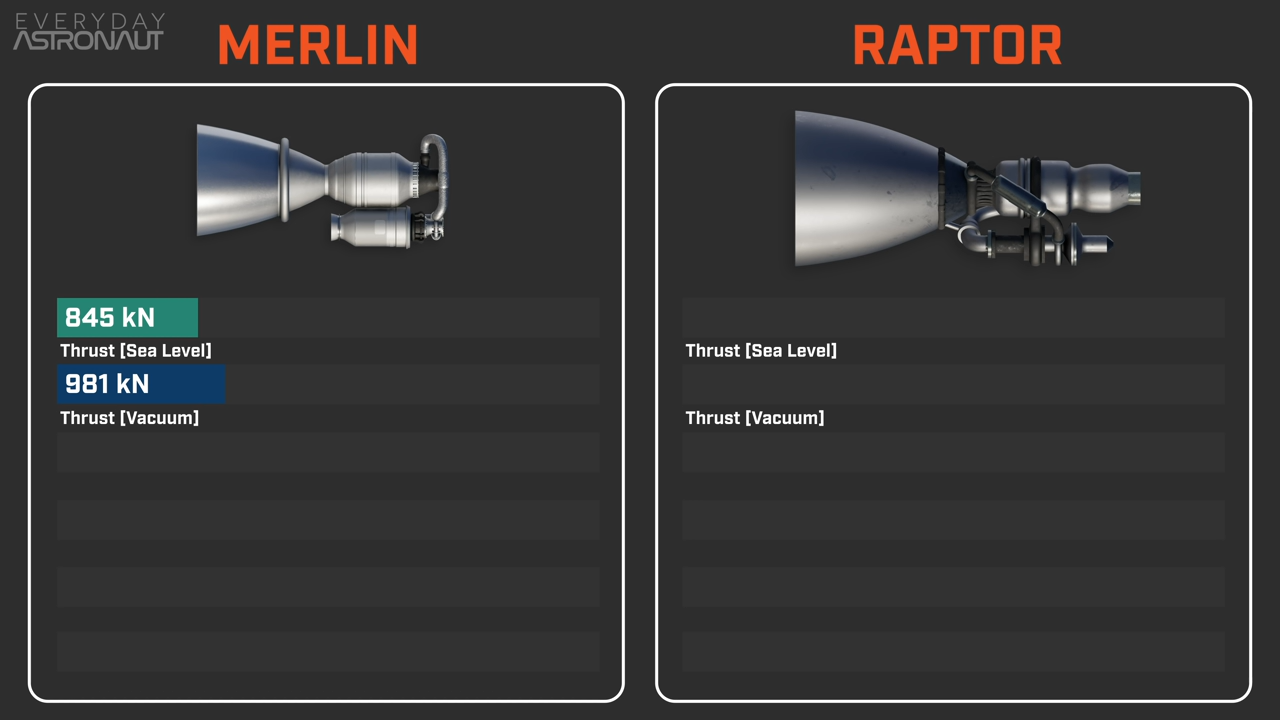 EVERYDAY
ASTRONAUT
MERLIN
RAPTOR
845 kN
Thrust [Sea Level]
981 kN
Thrust [Vacuum]
Thrust [Sea Level]
Thrust [Vacuum]